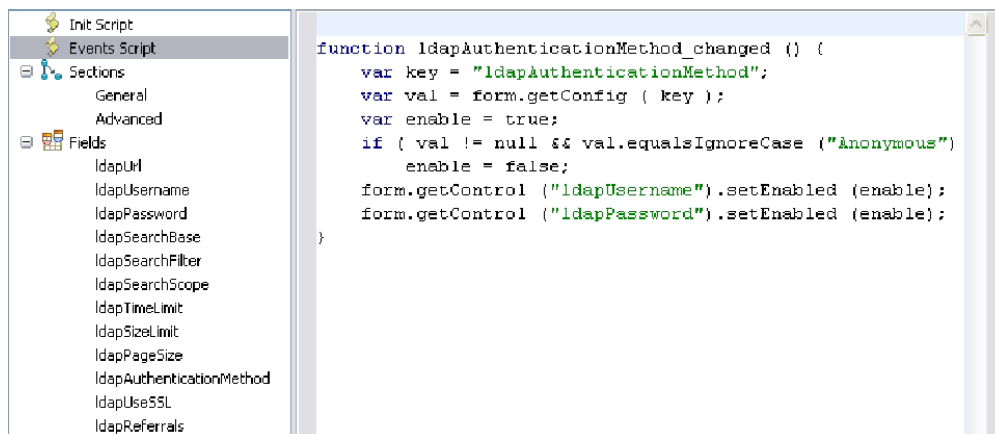 Init Script
Events Script
Sections
General
Advanced
Fields
ldapUrl
ldapUsername
ldapPassword
ldapSearchBase
ldapSearchFilter
ldapSearchScope
ldapTimeLimit
ldapSizeLimit
ldapPageSize
ldapAuthenticationMethod
ldapUseSSL
ldapReferrals
function ldapAuthenticationMethod_changed () {
    var key = "ldapAuthenticationMethod";
    var val = form.getConfig ( key );
    var enable = true;
    if ( val != null && val.equalsIgnoreCase ("Anonymous")
        enable = false;
    form.getControl ("ldapUsername").setEnabled (enable);
    form.getControl ("ldapPassword").setEnabled (enable);
}